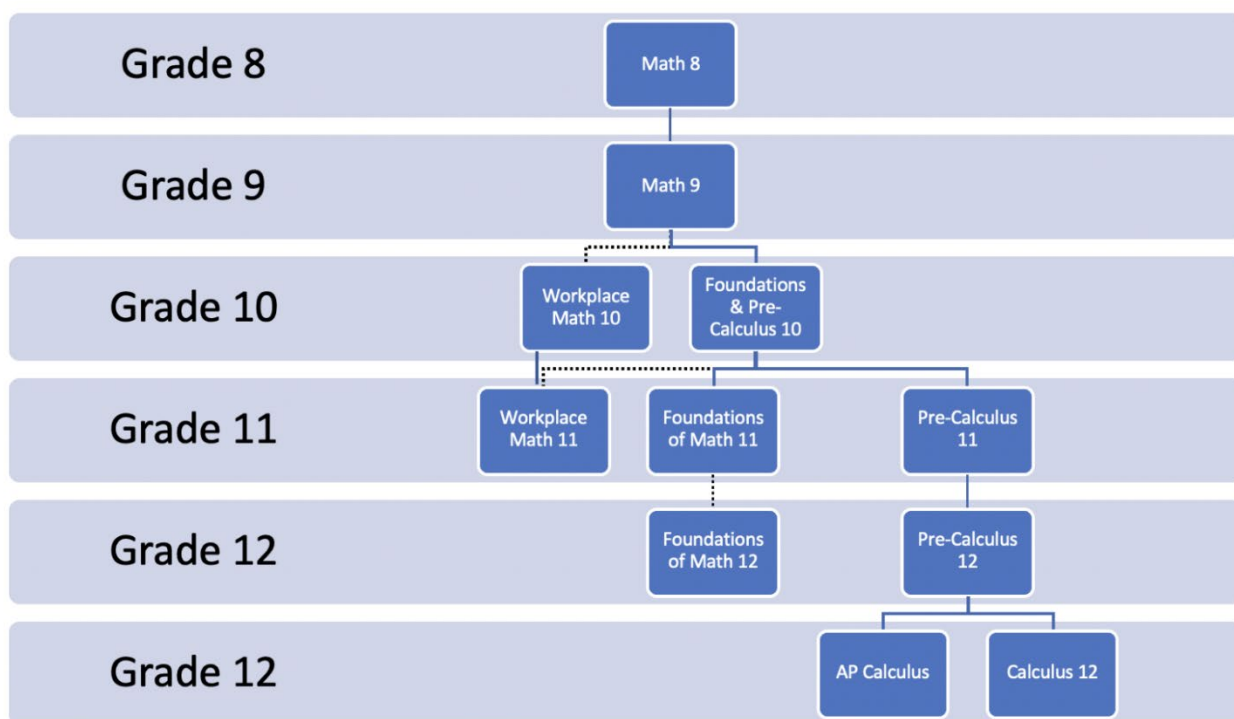 Grade 8
Math 8
Grade 9
Math 9
Grade 10
Workplace
Math 10
Foundations
& Pre-
Calculus 10
Grade 11
Workplace
Math 11
Foundations
of Math 11
Pre-Calculus
11
Grade 12
Foundations
of Math 12
Pre-Calculus
12
Grade 12
AP Calculus
Calculus 12